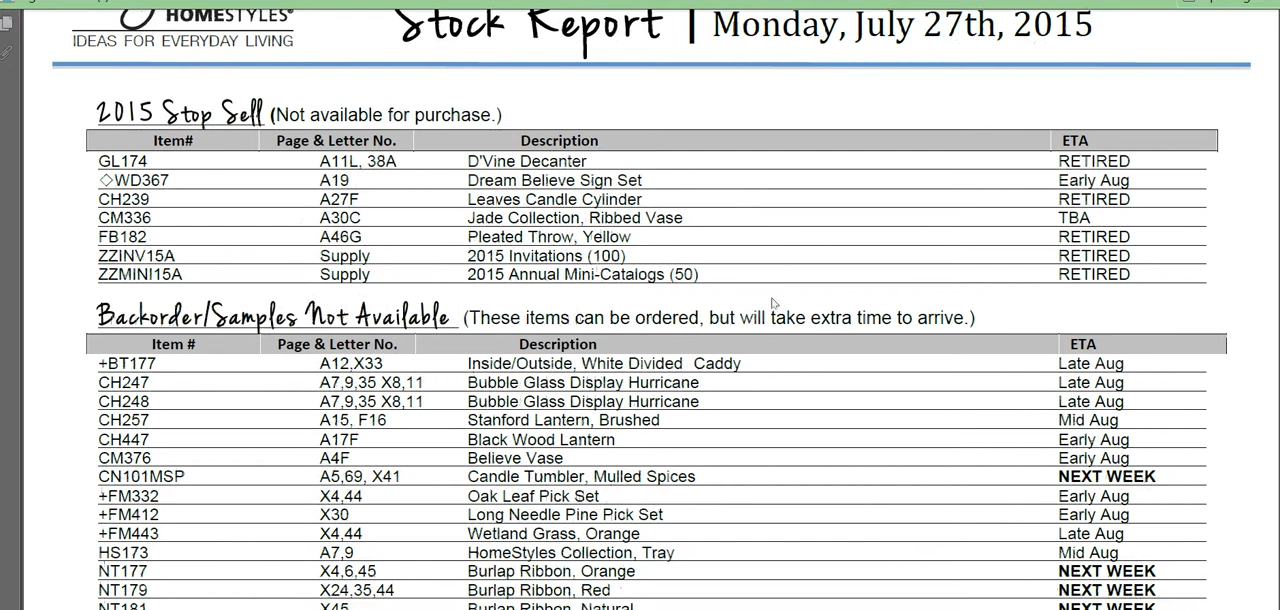 HOMESTYLES®
IDEAS FOR EVERYDAY LIVING
Stock Report | Monday, July 27th, 2015
2015 Stop Sell (Not available for purchase.)
Item# Page & Letter No. Description ETA
GL174 A11L, 38A D'Vine Decanter RETIRED
◇WD367 A19 Dream Believe Sign Set Early Aug
CH239 A27F Leaves Candle Cylinder RETIRED
CM336 A30C Jade Collection, Ribbed Vase TBA
FB182 A46G Pleated Throw, Yellow RETIRED
ZZINV15A Supply 2015 Invitations (100) RETIRED
ZZMINI15A Supply 2015 Annual Mini-Catalogs (50) RETIRED
Backorder/Samples Not Available (These items can be ordered, but will take extra time to arrive.)
Item # Page & Letter No. Description ETA
+BT177 A12,X33 Inside/Outside, White Divided Caddy Late Aug
CH247 A7,9,35 X8,11 Bubble Glass Display Hurricane Late Aug
CH248 A7,9,35 X8,11 Bubble Glass Display Hurricane Late Aug
CH257 A15, F16 Stanford Lantern, Brushed Mid Aug
CH447 A17F Black Wood Lantern Early Aug
CM376 A4F Believe Vase Early Aug
CN101MSP A5,69, X41 Candle Tumbler, Mulled Spices NEXT WEEK
+FM332 X4,44 Oak Leaf Pick Set Early Aug
+FM412 X30 Long Needle Pine Pick Set Early Aug
+FM443 X4,44 Wetland Grass, Orange Late Aug
HS173 A7,9 HomeStyles Collection, Tray Mid Aug
NT177 X4,6,45 Burlap Ribbon, Orange NEXT WEEK
NT179 X24,35,44 Burlap Ribbon, Red NEXT WEEK
NT181 X45 Burlap Ribbon, Natural NEXT WEEK